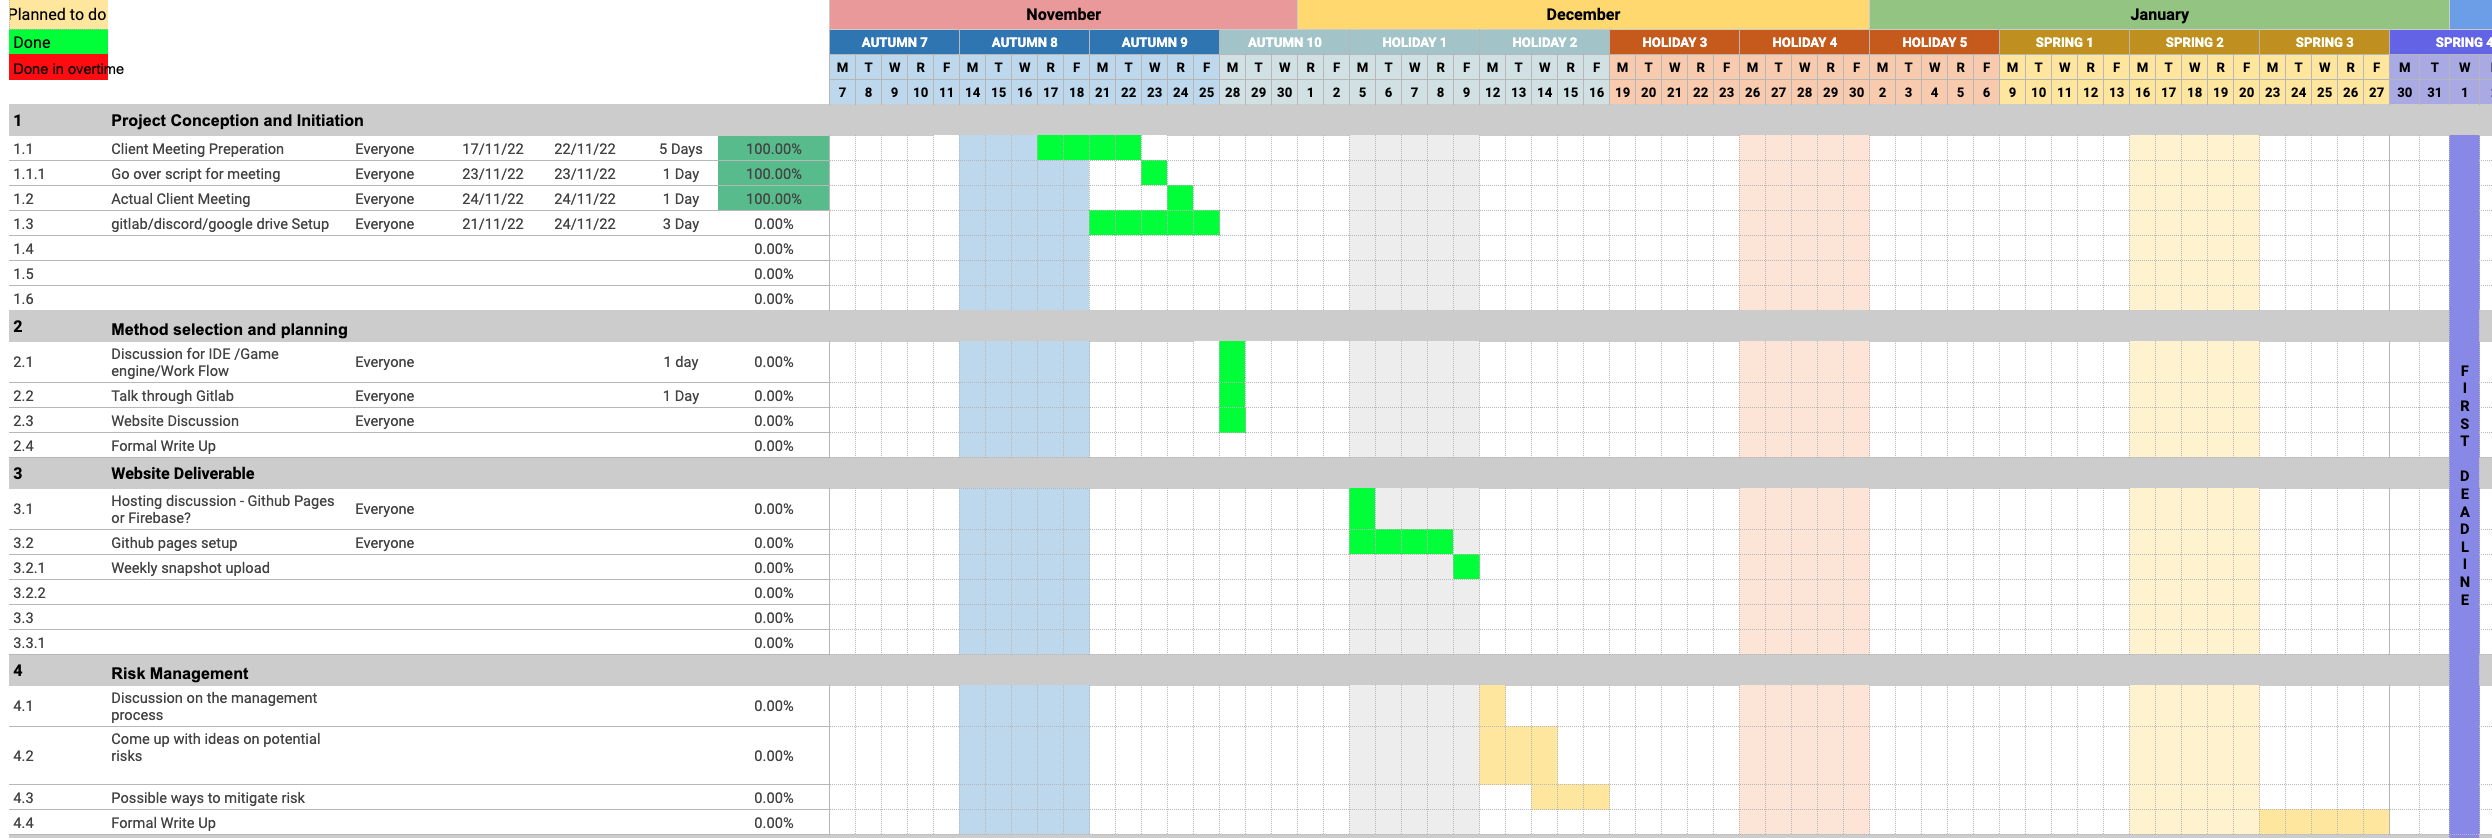 Planned to do
Done
Done in overtime
November December January
AUTUMN 7 AUTUMN 8 AUTUMN 9 AUTUMN 10 HOLIDAY 1 HOLIDAY 2 HOLIDAY 3 HOLIDAY 4 HOLIDAY 5 SPRING 1 SPRING 2 SPRING 3 SPRING 4
M T W R F M T W R F M T W R F M T W R F M T W R F M T W R F M T W R F M T W R F M T W R F M T W R F M T W R F M T W R F M T W
7 8 9 10 11 14 15 16 17 18 21 22 23 24 25 28 29 30 1 2 5 6 7 8 9 12 13 14 15 16 19 20 21 22 23 26 27 28 29 30 2 3 4 5 6 9 10 11 12 13 16 17 18 19 20 23 24 25 26 27 30 31 1
1 Project Conception and Initiation
1.1 Client Meeting Preperation Everyone 17/11/22 22/11/22 5 Days 100.00%
1.1.1 Go over script for meeting Everyone 23/11/22 23/11/22 1 Day 100.00%
1.2 Actual Client Meeting Everyone 24/11/22 24/11/22 1 Day 100.00%
1.3 gitlab/discord/google drive Setup Everyone 21/11/22 24/11/22 3 Day 0.00%
1.4 0.00%
1.5 0.00%
1.6 0.00%
2 Method selection and planning
2.1 Discussion for IDE /Game
engine/Work Flow Everyone 1 day 0.00%
2.2 Talk through Gitlab Everyone 1 Day 0.00%
2.3 Website Discussion Everyone 0.00%
2.4 Formal Write Up 0.00%
3 Website Deliverable
3.1 Hosting discussion - Github Pages
or Firebase? Everyone 0.00%
3.2 Github pages setup Everyone 0.00%
3.2.1 Weekly snapshot upload 0.00%
3.2.2 0.00%
3.3 0.00%
3.3.1 0.00%
4 Risk Management
4.1 Discussion on the management
process 0.00%
4.2 Come up with ideas on potential
risks 0.00%
4.3 Possible ways to mitigate risk 0.00%
4.4 Formal Write Up 0.00%
FIRST DEADLINE